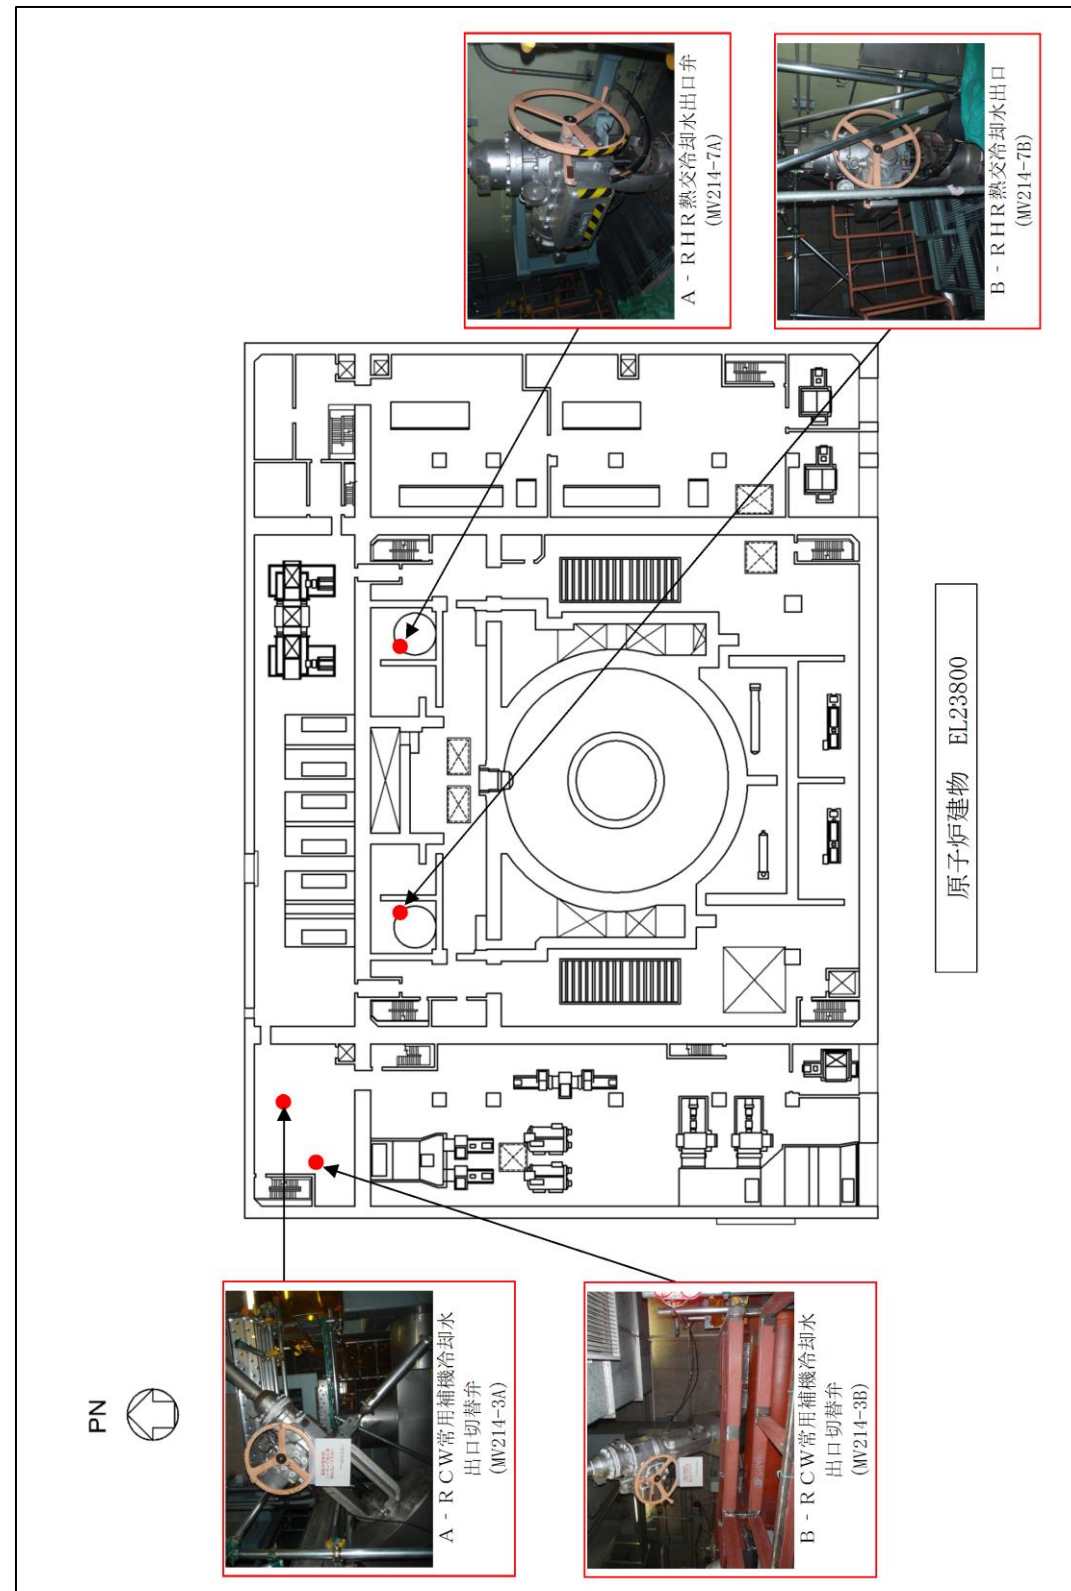 PN
A－RCW常用補機冷却水
出口切替弁
(MV214-3A)
B－RCW常用補機冷却水
出口切替弁
(MV214-3B)
A－RHR熱交冷却水出口弁
(MV214-7A)
B－RHR熱交冷却水出口
(MV214-7B)
原子炉建物　EL23800